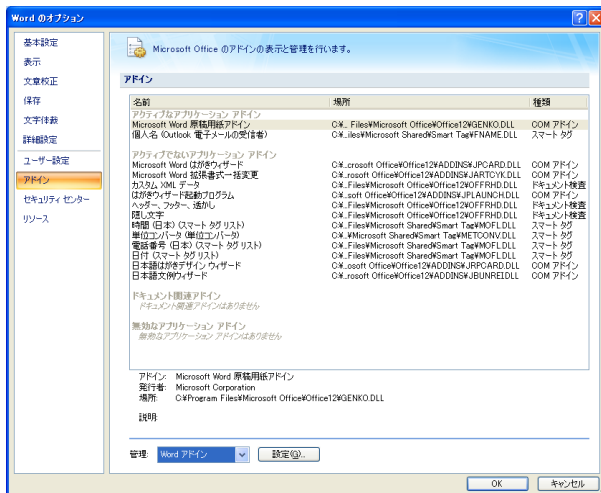 Word のオプション
基本設定
表示
文章校正
保存
文字体裁
詳細設定
ユーザー設定
アドイン
セキュリティ センター
リソース
Microsoft Office のアドインの表示と管理を行います。
アドイン
名前 場所 種類
アクティブなアプリケーション アドイン
Microsoft Word 原稿用紙アドイン C:¥... Files¥Microsoft Office¥Office12¥GENKO.DLL COM アドイン
個人名 (Outlook 電子メールの受信者) C:¥...iles¥Microsoft Shared¥Smart Tag¥FNAME.DLL スマート タグ
アクティブでないアプリケーション アドイン
Microsoft Word はがきウィザード C:¥...crosoft Office¥Office12¥ADDINS¥JPCARD.DLL COM アドイン
Microsoft Word 拡張書式一括変更 C:¥...rosoft Office¥Office12¥ADDINS¥JARTCYK.DLL COM アドイン
カスタム XML データ C:¥...Files¥Microsoft Office¥Office12¥OFFRHD.DLL ドキュメント検査
はがきウィザード起動プログラム C:¥...soft Office¥Office12¥ADDINS¥JPLAUNCH.DLL COM アドイン
ヘッダー、フッター、透かし C:¥...Files¥Microsoft Office¥Office12¥OFFRHD.DLL ドキュメント検査
隠し文字 C:¥...Files¥Microsoft Office¥Office12¥OFFRHD.DLL ドキュメント検査
時間 (日本) (スマート タグ リスト) C:¥...Files¥Microsoft Shared¥Smart Tag¥MOFL.DLL スマート タグ
単位コンバータ (単位コンバータ) C:¥...¥Microsoft Shared¥Smart Tag¥METCONV.DLL スマート タグ
電話番号 (日本) (スマート タグ リスト) C:¥...Files¥Microsoft Shared¥Smart Tag¥MOFL.DLL スマート タグ
日付 (スマート タグ リスト) C:¥...Files¥Microsoft Shared¥Smart Tag¥MOFL.DLL スマート タグ
日本語はがきデザイン ウィザード C:¥...osoft Office¥Office12¥ADDINS¥JRPCARD.DLL COM アドイン
日本語文例ウィザード C:¥...osoft Office¥Office12¥ADDINS¥JBUNREI.DLL COM アドイン
ドキュメント関連アドイン
ドキュメント関連アドインはありません
無効なアプリケーション アドイン
無効なアプリケーション アドインはありません
アドイン: Microsoft Word 原稿用紙アドイン
発行者: Microsoft Corporation
場所: C:¥Program Files¥Microsoft Office¥Office12¥GENKO.DLL
説明:
管理: Word アドイン 設定(G)...
OK キャンセル